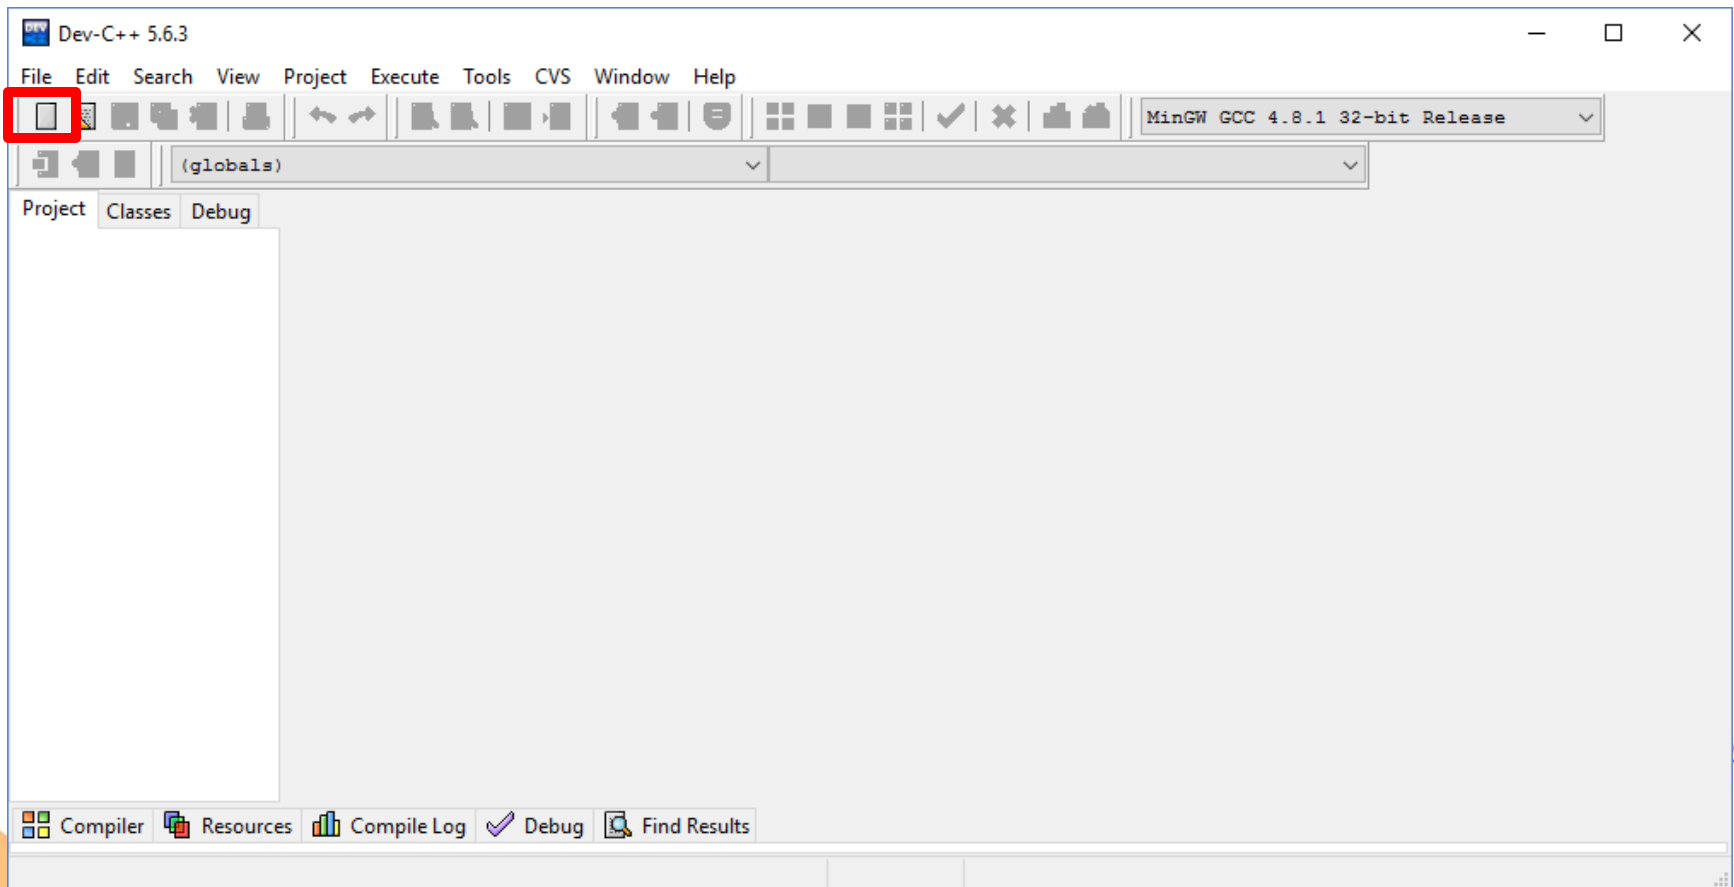 Dev-C++ 5.6.3
File Edit Search View Project Execute Tools CVS Window Help
MinGW GCC 4.8.1 32-bit Release
(globals)
Project Classes Debug
Compiler Resources Compile Log Debug Find Results